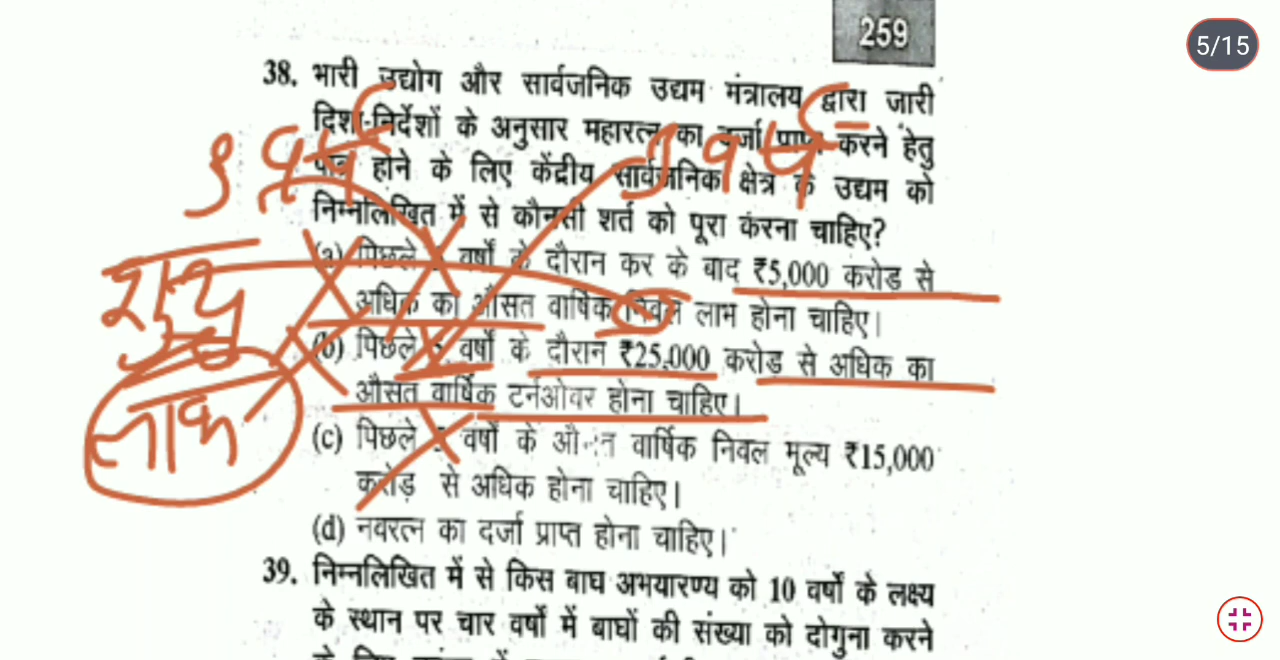 259
5/15
38. भारी उद्योग और सार्वजनिक उद्यम मंत्रालय द्वारा जारी
दिशा-निर्देशों के अनुसार महारत्न का दर्जा प्राप्त करने हेतु
पात्र होने के लिए केंद्रीय सार्वजनिक क्षेत्र के उद्यम को
निम्नलिखित में से कौनसी शर्त को पूरा करना चाहिए?
(a) पिछले वर्षों के दौरान कर के बाद ₹5,000 करोड से
अधिक का औसत वार्षिक निवल लाभ होना चाहिए।
(b) पिछले वर्षों के दौरान ₹25,000 करोड़ से अधिक का
औसत वार्षिक टर्नओवर होना चाहिए।
(c) पिछले वर्षों के औसत वार्षिक निवल मूल्य ₹15,000
करोड़ से अधिक होना चाहिए।
(d) नवरत्न का दर्जा प्राप्त होना चाहिए।
39. निम्नलिखित में से किस बाघ अभयारण्य को 10 वर्षों के लक्ष्य
के स्थान पर चार वर्षों में बाघों की संख्या को दोगुना करने